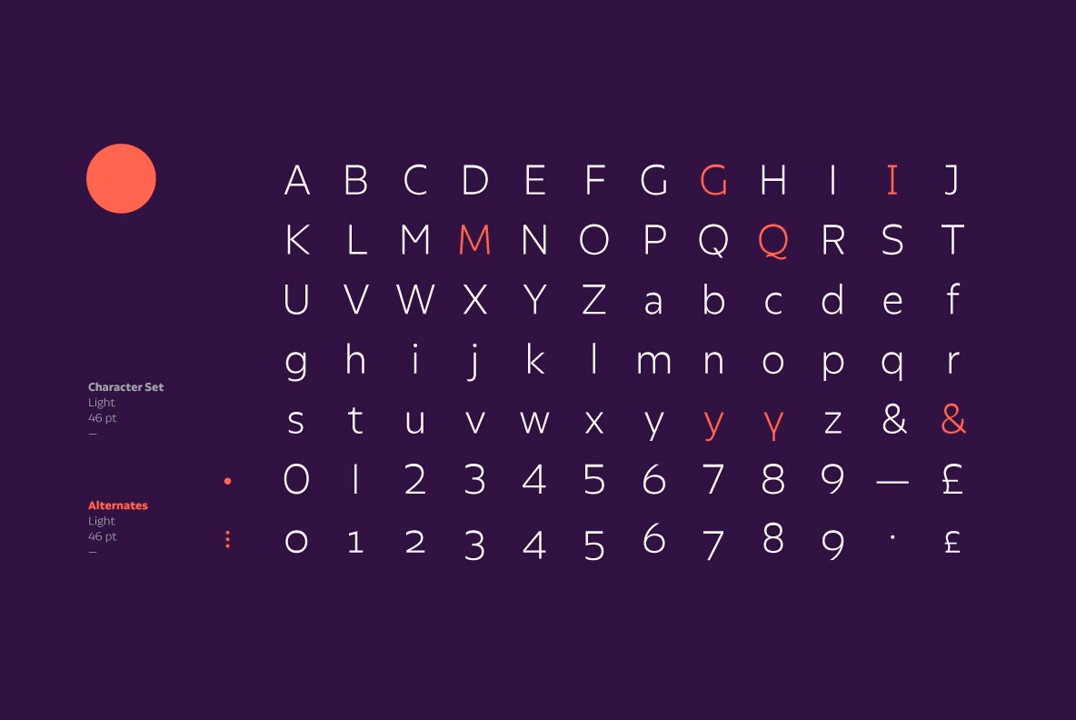 A B C D E F G G H I I J
K L M M N O P Q Q R S T
U V W X Y Z a b c d e f
g h i j k l m n o p q r
s t u v w x y y y z & &
0 1 2 3 4 5 6 7 8 9 — £
0 1 2 3 4 5 6 7 8 9 · £
Character Set
Light
46 pt
—
Alternates
Light
46 pt
—